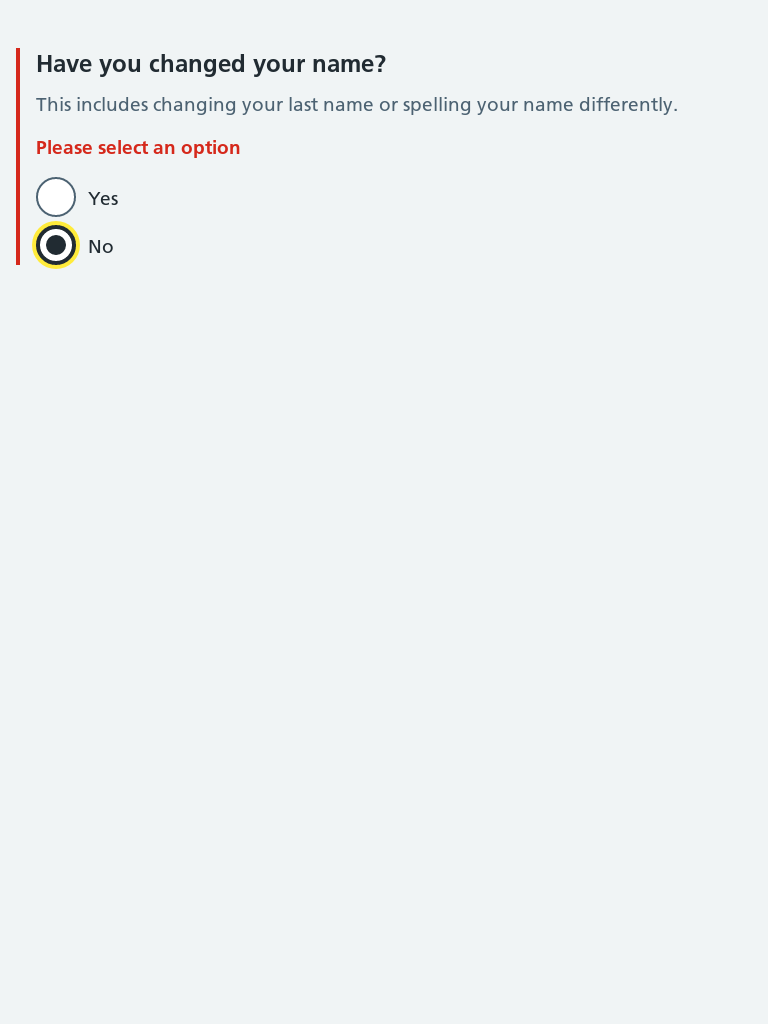 Have you changed your name?
This includes changing your last name or spelling your name differently.
Please select an option
Yes
No